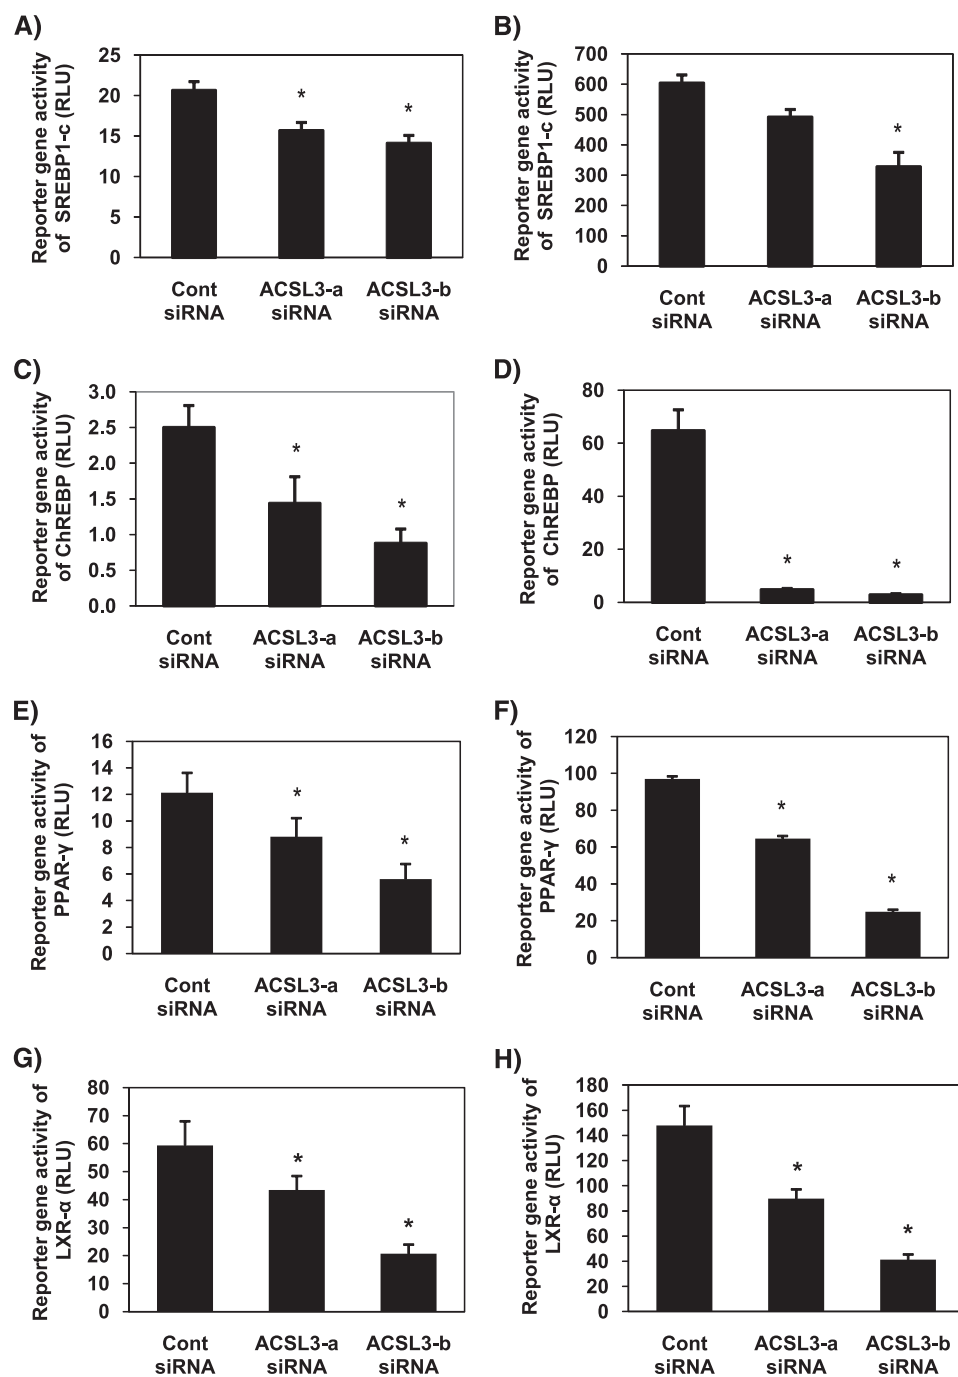 A)
Reporter gene activity
of SREBP1-c (RLU)
25
20
15
10
5
0
*
*
Cont
siRNA
ACSL3-a
siRNA
ACSL3-b
siRNA
B)
Reporter gene activity
of SREBP1-c (RLU)
700
600
500
400
300
200
100
0
*
Cont
siRNA
ACSL3-a
siRNA
ACSL3-b
siRNA
C)
Reporter gene activity
of ChREBP (RLU)
3.0
2.5
2.0
1.5
1.0
0.5
0.0
*
*
Cont
siRNA
ACSL3-a
siRNA
ACSL3-b
siRNA
D)
Reporter gene activity
of ChREBP (RLU)
80
60
40
20
0
*
*
Cont
siRNA
ACSL3-a
siRNA
ACSL3-b
siRNA
E)
Reporter gene activity of
PPAR-γ (RLU)
16
14
12
10
8
6
4
2
0
*
*
Cont
siRNA
ACSL3-a
siRNA
ACSL3-b
siRNA
F)
Reporter gene activity of
PPAR-γ (RLU)
120
100
80
60
40
20
0
*
*
Cont
siRNA
ACSL3-a
siRNA
ACSL3-b
siRNA
G)
Reporter gene activity of
LXR-α (RLU)
80
70
60
50
40
30
20
10
0
*
*
Cont
siRNA
ACSL3-a
siRNA
ACSL3-b
siRNA
H)
Reporter gene activity of
LXR-α (RLU)
180
160
140
120
100
80
60
40
20
0
*
*
Cont
siRNA
ACSL3-a
siRNA
ACSL3-b
siRNA